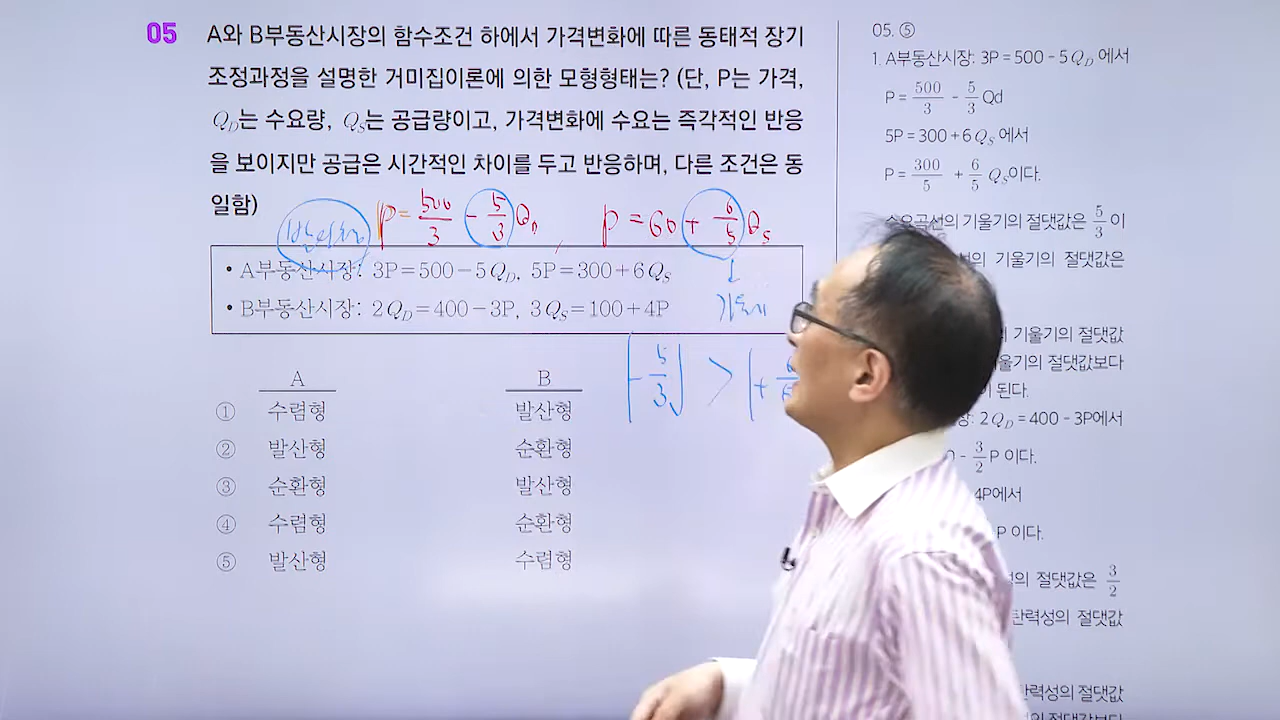 05 A와 B부동산시장의 함수조건 하에서 가격변화에 따른 동태적 장기
조정과정을 설명한 거미집이론에 의한 모형형태는? (단, P는 가격,
Q_D는 수요량, Q_S는 공급량이고, 가격변화에 수요는 즉각적인 반응
을 보이지만 공급은 시간적인 차이를 두고 반응하며, 다른 조건은 동
일함)
P = 500/3 - 5/3 Q_D , P = 60 + 6/5 Q_S
• A부동산시장: 3P=500-5Q_D, 5P=300+6Q_S
• B부동산시장: 2Q_D=400-3P, 3Q_S=100+4P
기울기
|-5/3| > |+6
A B
① 수렴형 발산형
② 발산형 순환형
③ 순환형 발산형
④ 수렴형 순환형
⑤ 발산형 수렴형
05. ⑤
1. A부동산시장: 3P = 500 - 5Q_D 에서
P = 500/3 - 5/3 Qd
5P = 300 + 6Q_S 에서
P = 300/5 + 6/5 Q_S이다.
수요곡선의 기울기의 절댓값은 5/3 이
의 기울기의 절댓값은
기울기의 절댓값
울기의 절댓값보다
된다.
장: 2Q_D = 400 - 3P에서
- 3/2 P 이다.
4P에서
P 이다.
의 절댓값은 3/2
탄력성의 절댓값
탄력성의 절댓값